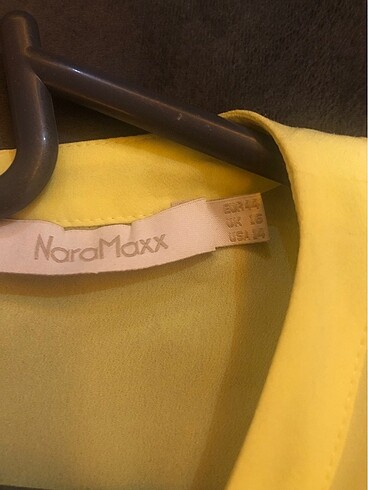 NaraMaxx
EUR 44
UK 16
USA 14